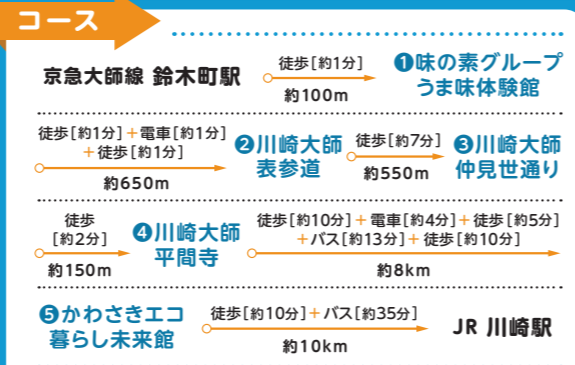 コース
京急大師線 鈴木町駅
徒歩[約1分]
約100m
❶味の素グループ
うま味体験館
徒歩[約1分]+電車[約1分]
+徒歩[約1分]
約650m
❷川崎大師
表参道
徒歩[約7分]
約550m
❸川崎大師
仲見世通り
徒歩
[約2分]
約150m
❹川崎大師
平間寺
徒歩[約10分]+電車[約4分]+徒歩[約5分]
+バス[約13分]+徒歩[約10分]
約8km
❺かわさきエコ
暮らし未来館
徒歩[約10分]+バス[約35分]
約10km
JR 川崎駅